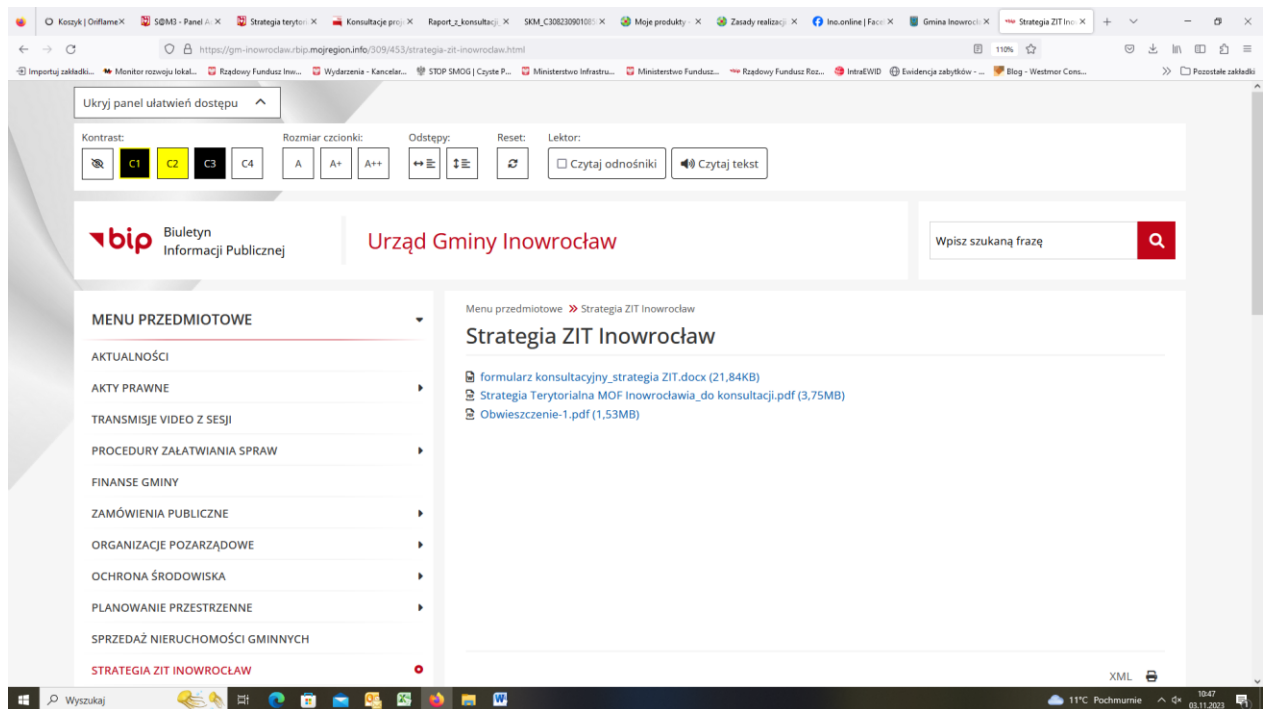 Koszyk | Oriflame
S@M3 - Panel
Strategia terytori
Konsultacje proj
Raport_z_konsultacji
SKM_C30823090108
Moje produkty -
Zasady realizacji
Ino.online | Face
Gmina Inowrocł
Strategia ZIT Ino
https://gm-inowroclaw.rbip.mojregion.info/309/453/strategia-zit-inowroclaw.html
110%
Importuj zakładki...
Monitor rozwoju lokal...
Rządowy Fundusz Inw...
Wydarzenia - Kancelar...
STOP SMOG | Czyste P...
Ministerstwo Infrastru...
Ministerstwo Fundusz...
Rządowy Fundusz Roz...
IntraEWID
Ewidencja zabytków - ...
Blog - Westmor Cons...
Pozostałe zakładki
Ukryj panel ułatwień dostępu
Kontrast: Rozmiar czcionki: Odstępy: Reset: Lektor:
C1 C2 C3 C4 A A+ A++ Czytaj odnośniki Czytaj tekst
bip Biuletyn
Informacji Publicznej
Urząd Gminy Inowrocław
Wpisz szukaną frazę
MENU PRZEDMIOTOWE
AKTUALNOŚCI
AKTY PRAWNE
TRANSMISJE VIDEO Z SESJI
PROCEDURY ZAŁATWIANIA SPRAW
FINANSE GMINY
ZAMÓWIENIA PUBLICZNE
ORGANIZACJE POZARZĄDOWE
OCHRONA ŚRODOWISKA
PLANOWANIE PRZESTRZENNE
SPRZEDAŻ NIERUCHOMOŚCI GMINNYCH
STRATEGIA ZIT INOWROCŁAW
Menu przedmiotowe » Strategia ZIT Inowrocław
Strategia ZIT Inowrocław
formularz konsultacyjny_strategia ZIT.docx (21,84KB)
Strategia Terytorialna MOF Inowrocławia_do konsultacji.pdf (3,75MB)
Obwieszczenie-1.pdf (1,53MB)
XML
Wyszukaj
11°C Pochmurnie
10:47
03.11.2023